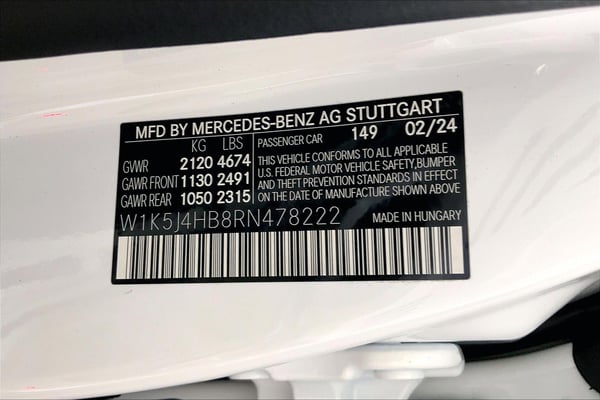 MFD BY MERCEDES-BENZ AG STUTTGART
KG LBS PASSENGER CAR 149 02/24
GVWR 2120 4674
GAWR FRONT 1130 2491
GAWR REAR 1050 2315
THIS VEHICLE CONFORMS TO ALL APPLICABLE
U.S. FEDERAL MOTOR VEHICLE SAFETY,BUMPER
AND THEFT PREVENTION STANDARDS IN EFFECT
ON THE DATE OF MANUFACTURE SHOWN ABOVE
W1K5J4HB8RN478222 MADE IN HUNGARY